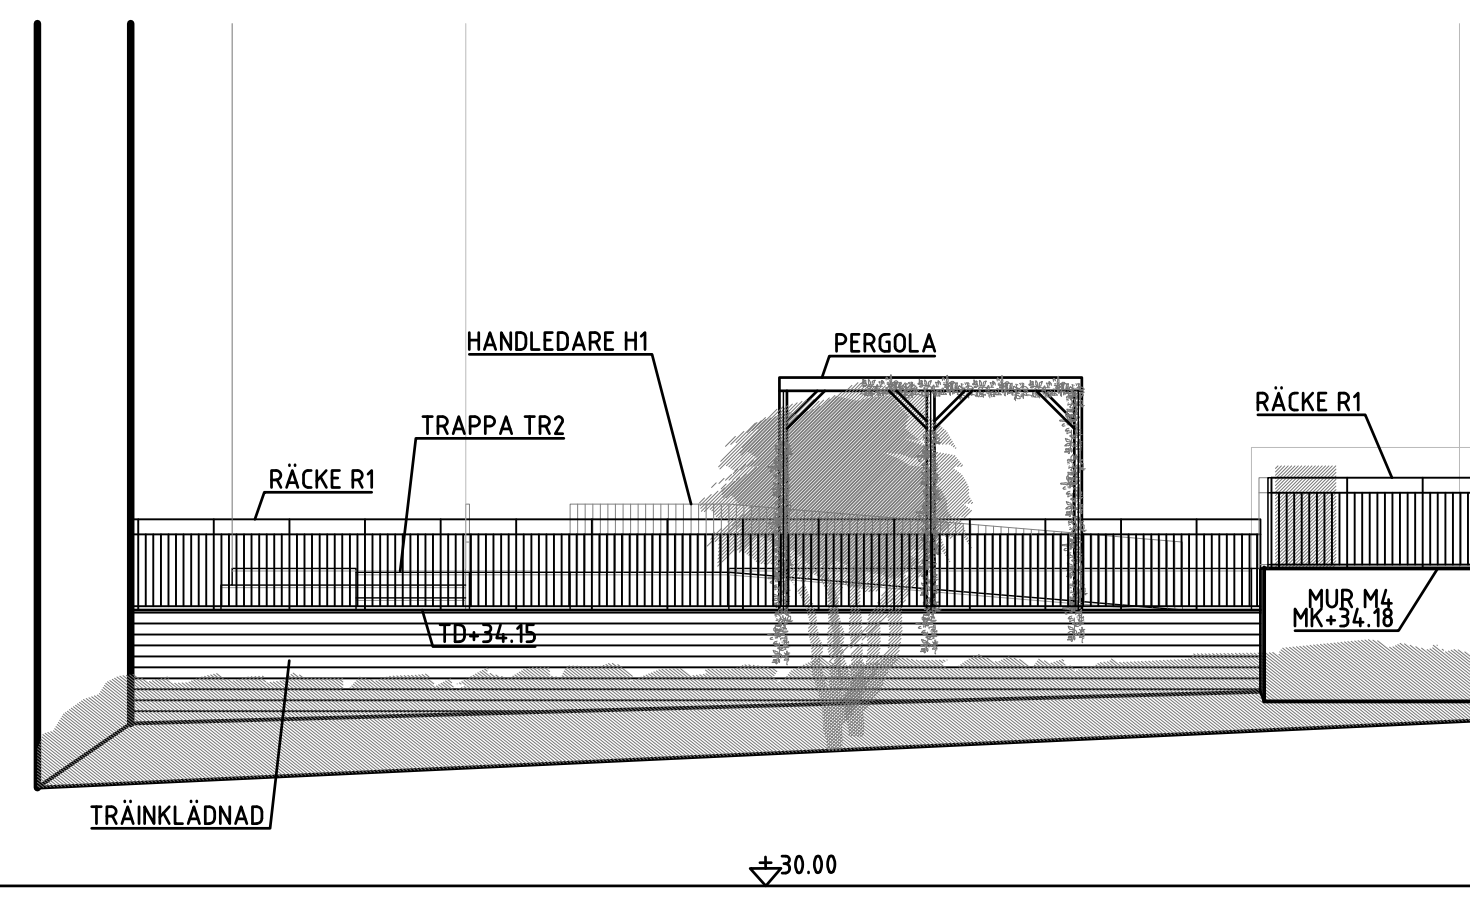 HANDLEDARE H1
PERGOLA
RÄCKE R1
TRAPPA TR2
RÄCKE R1
MUR M4
MK+34.18
TD+34.15
TRÄINKLÄDNAD
+30.00